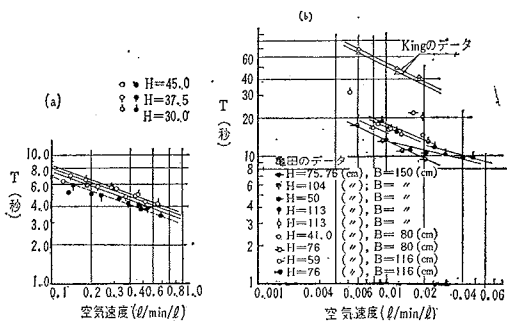 (a)
H=45.0
H=37.5
H=30.0
T
(秒)
10.0
8.0
6.0
4.0
3.0
2.0
1.0
0.1
0.2
0.4
0.6
0.8
1.0
空気速度(ℓ/min/ℓ)
(b)
Kingのデータ
T
(秒)
60
40
20
10
8
6
4
2
1
田のデータ
H=75.76(cm), B=150(cm)
H=104 (〃), B= 〃
H=50 (〃), B= 〃
H=113 (〃), B= 〃
H=113 (〃), B= 〃
H=41.0 (〃), B= 80(cm)
H=76 (〃), B= 80(cm)
H=59 (〃), B=116(cm)
H=76 (〃), B=116(cm)
0.001
0.006
0.01
0.02
0.04
0.06
空気速度(ℓ/min/ℓ)